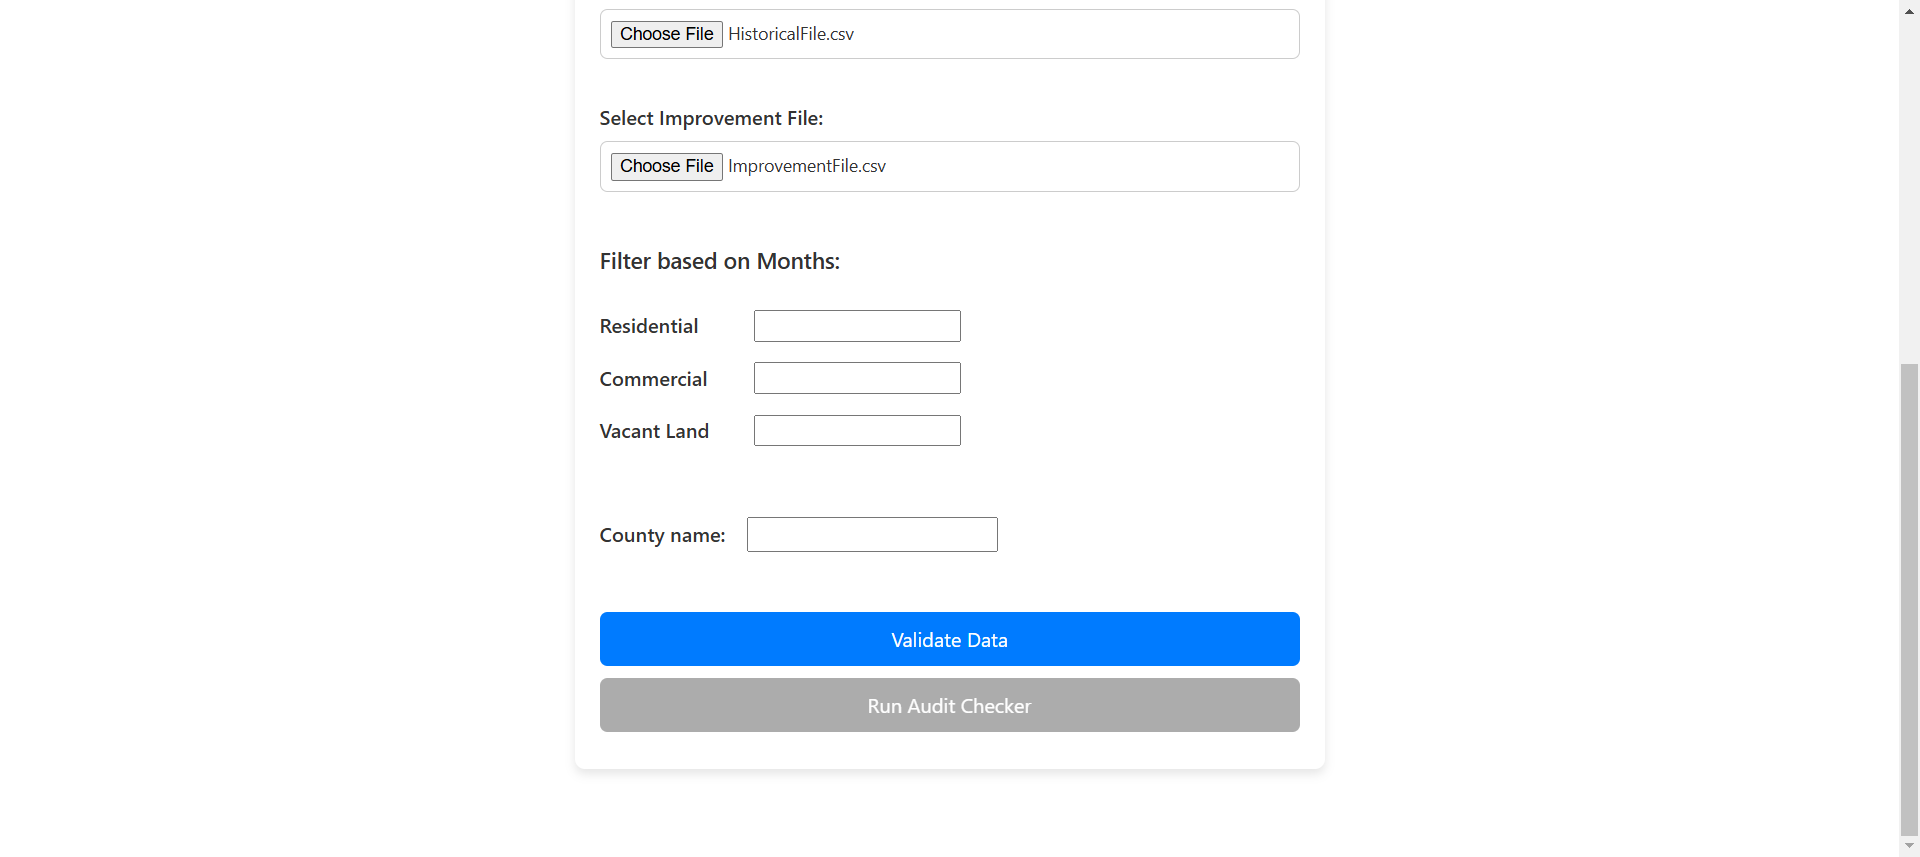 Choose File HistoricalFile.csv
Select Improvement File:
Choose File ImprovementFile.csv
Filter based on Months:
Residential
Commercial
Vacant Land
County name:
Validate Data
Run Audit Checker